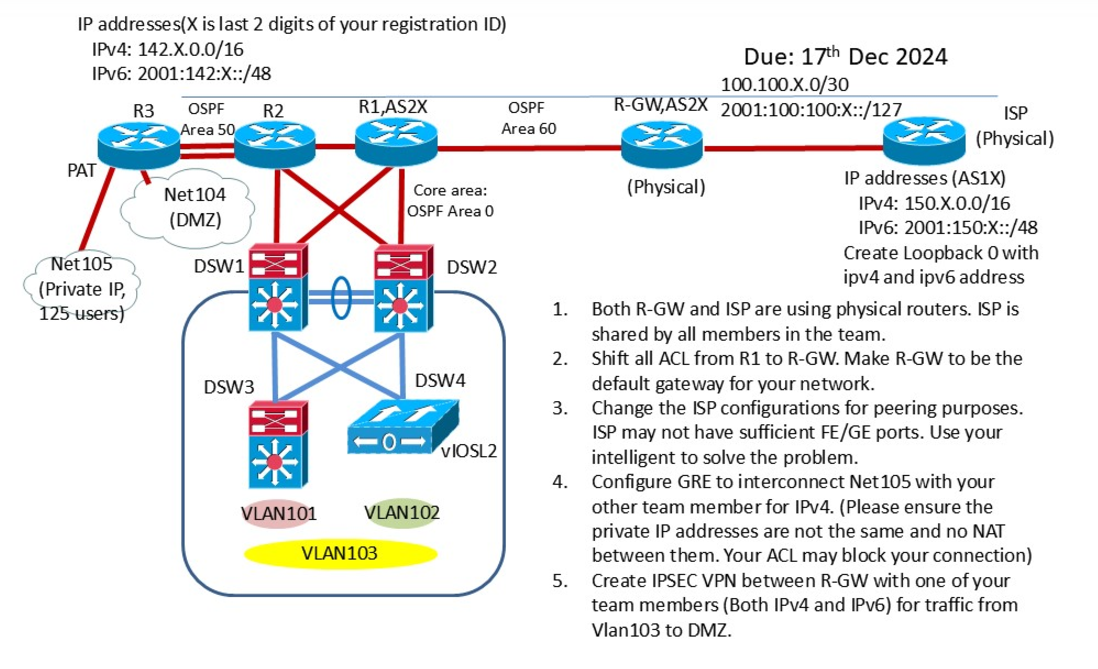 IP addresses(X is last 2 digits of your registration ID)
IPv4: 142.X.0.0/16
IPv6: 2001:142:X::/48
Due: 17th Dec 2024
100.100.X.0/30
2001:100:100:X::/127
R3
OSPF
Area 50
R2
R1,AS2X
OSPF
Area 60
R-GW,AS2X
ISP
(Physical)
PAT
(Physical)
Net104
(DMZ)
Core area:
OSPF Area 0
IP addresses (AS1X)
IPv4: 150.X.0.0/16
IPv6: 2001:150:X::/48
Create Loopback 0 with
ipv4 and ipv6 address
Net105
(Private IP,
125 users)
DSW1
DSW2
DSW3
DSW4
vIOSL2
VLAN101
VLAN102
VLAN103
1. Both R-GW and ISP are using physical routers. ISP is
shared by all members in the team.
2. Shift all ACL from R1 to R-GW. Make R-GW to be the
default gateway for your network.
3. Change the ISP configurations for peering purposes.
ISP may not have sufficient FE/GE ports. Use your
intelligent to solve the problem.
4. Configure GRE to interconnect Net105 with your
other team member for IPv4. (Please ensure the
private IP addresses are not the same and no NAT
between them. Your ACL may block your connection)
5. Create IPSEC VPN between R-GW with one of your
team members (Both IPv4 and IPv6) for traffic from
Vlan103 to DMZ.